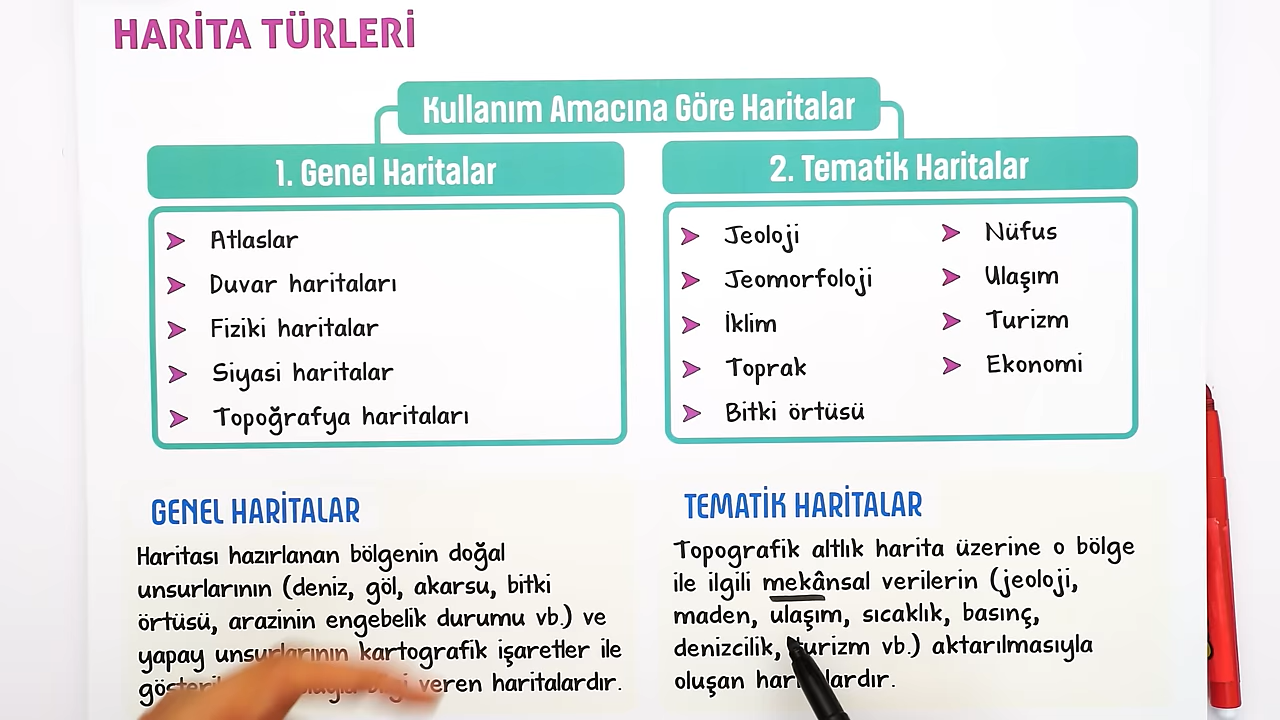 HARİTA TÜRLERİ
Kullanım Amacına Göre Haritalar
1. Genel Haritalar
Atlaslar
Duvar haritaları
Fiziki haritalar
Siyasi haritalar
Topoğrafya haritaları
2. Tematik Haritalar
Jeoloji
Jeomorfoloji
İklim
Toprak
Bitki örtüsü
Nüfus
Ulaşım
Turizm
Ekonomi
GENEL HARİTALAR
Haritası hazırlanan bölgenin doğal
unsurlarının (deniz, göl, akarsu, bitki
örtüsü, arazinin engebelik durumu vb.) ve
yapay unsurlarının kartografik işaretler ile
veren haritalardır.
TEMATİK HARİTALAR
Topografik altlık harita üzerine o bölge
ile ilgili mekânsal verilerin (jeoloji,
maden, ulaşım, sıcaklık, basınç,
denizcilik, turizm vb.) aktarılmasıyla
oluşan haritalardır.